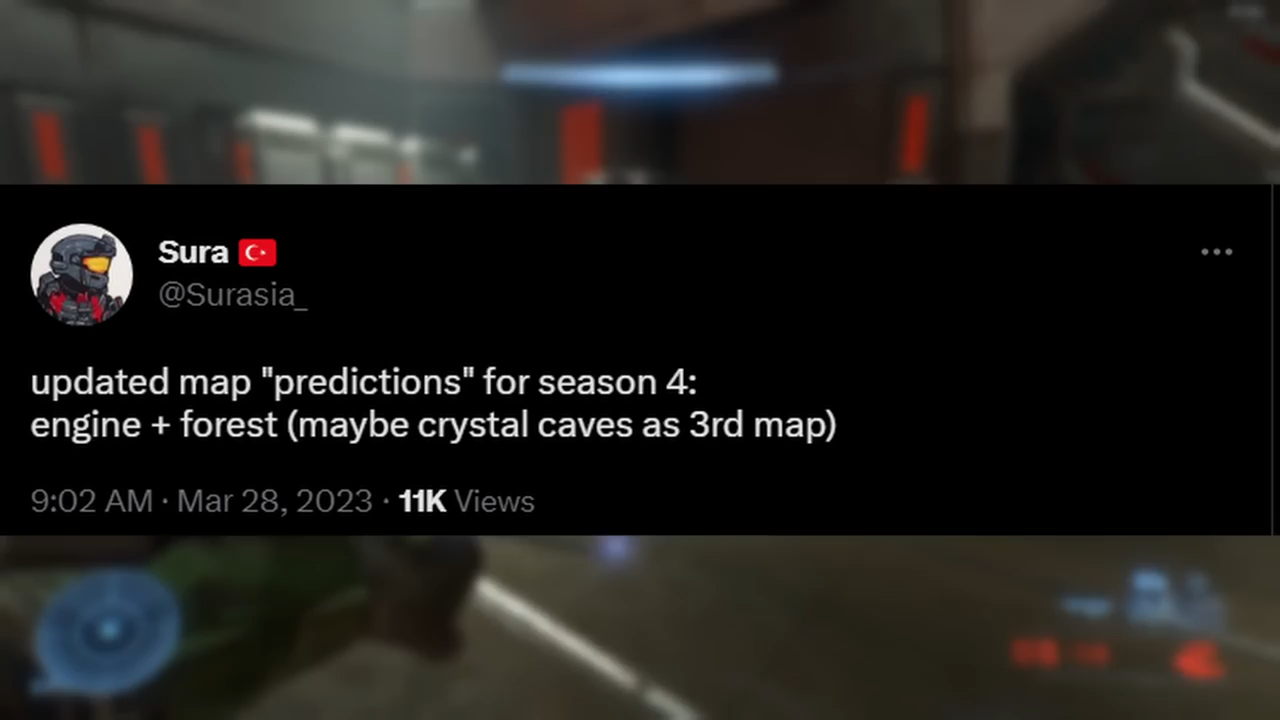 Sura 🇹🇷
@Surasia_
updated map "predictions" for season 4:
engine + forest (maybe crystal caves as 3rd map)
9:02 AM · Mar 28, 2023 · 11K Views